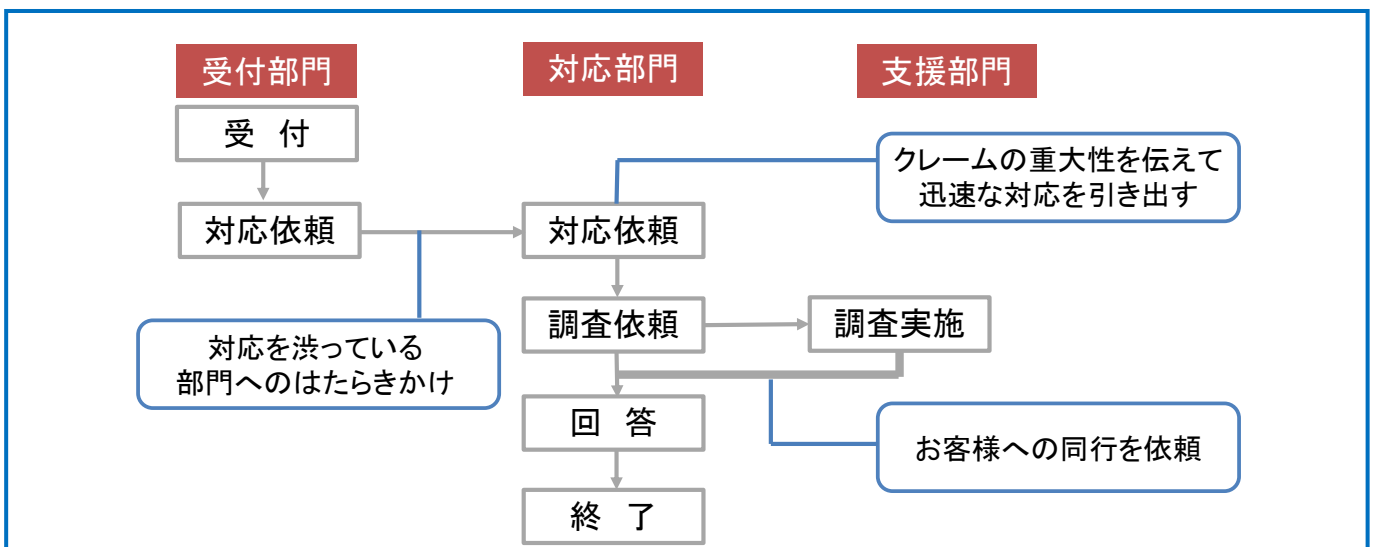 受付部門
対応部門
支援部門
受 付
クレームの重大性を伝えて
迅速な対応を引き出す
対応依頼
対応依頼
調査依頼
調査実施
対応を渋っている
部門へのはたらきかけ
回 答
お客様への同行を依頼
終 了